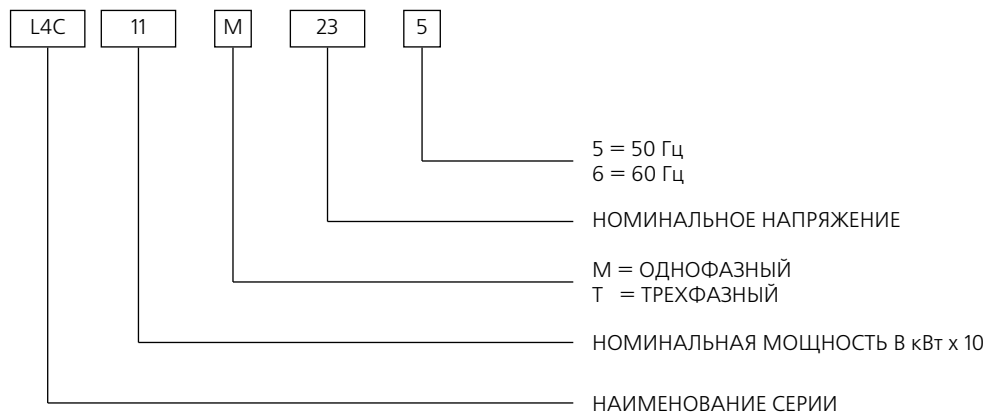 L4C 11 M 23 5
5 = 50 Гц
6 = 60 Гц
НОМИНАЛЬНОЕ НАПРЯЖЕНИЕ
М = ОДНОФАЗНЫЙ
Т = ТРЕХФАЗНЫЙ
НОМИНАЛЬНАЯ МОЩНОСТЬ В кВт х 10
НАИМЕНОВАНИЕ СЕРИИ